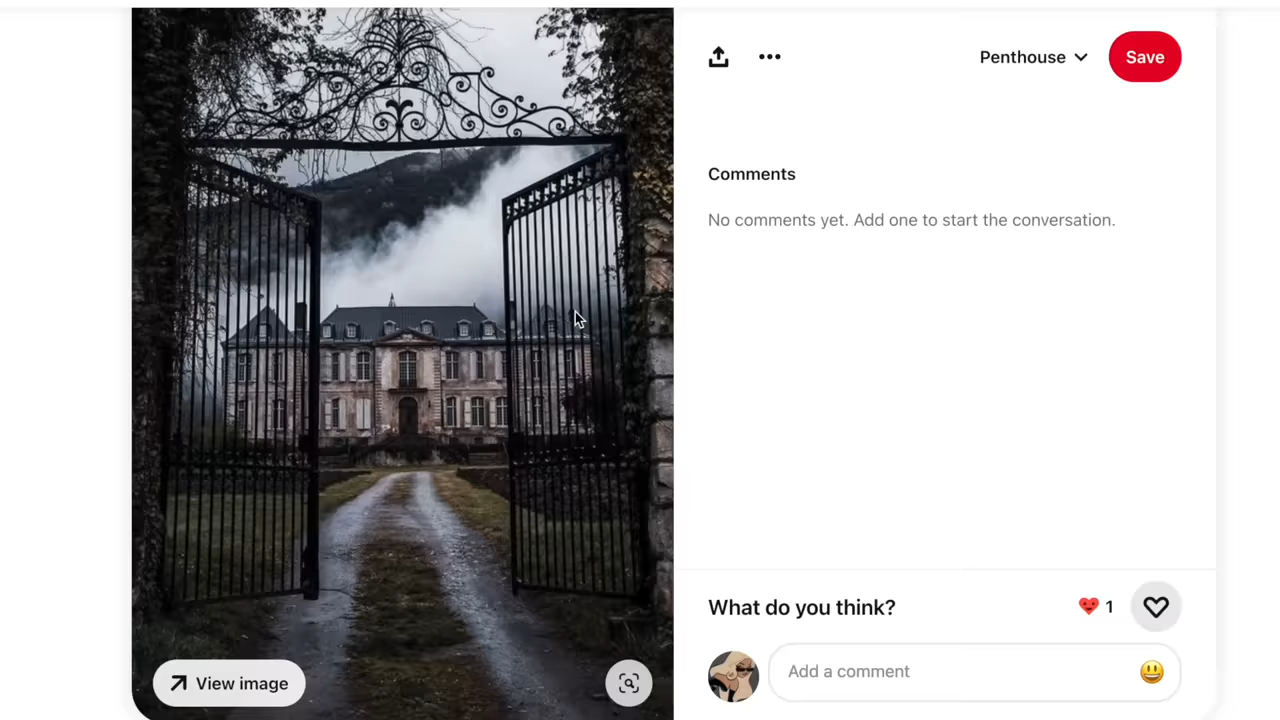 Penthouse
Save
Comments
No comments yet. Add one to start the conversation.
What do you think?
1
View image
Add a comment